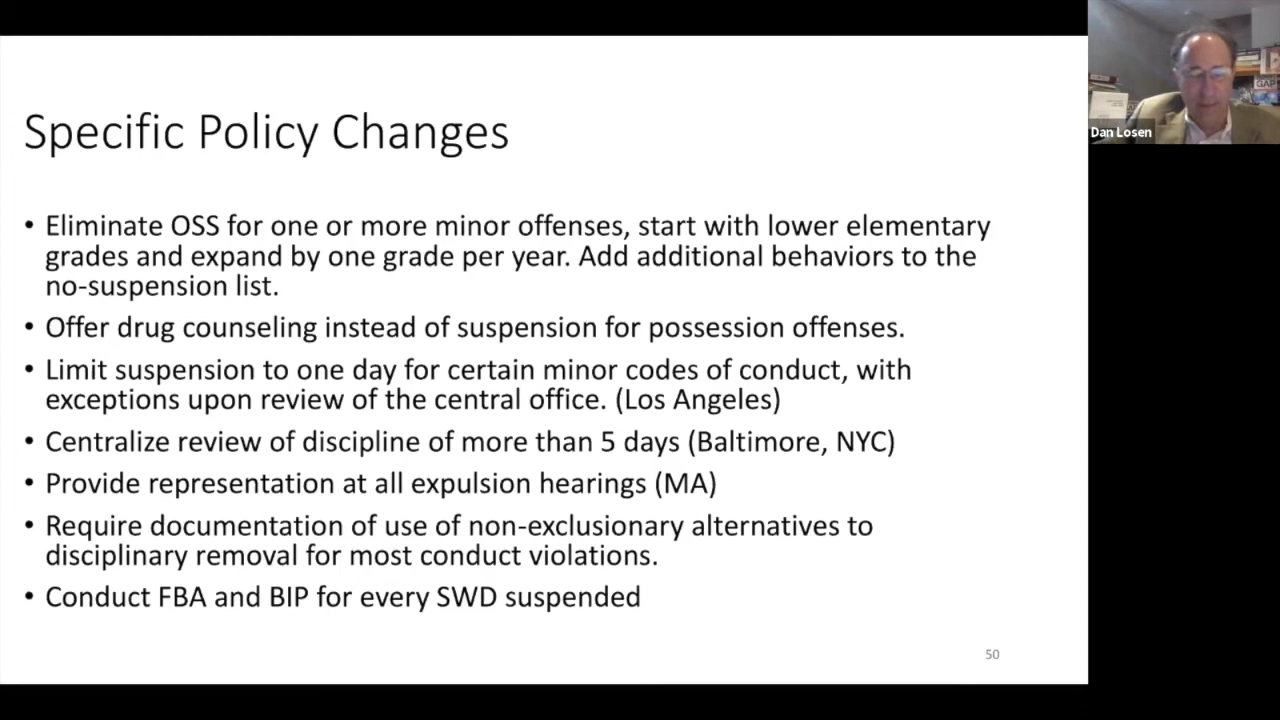 Specific Policy Changes
• Eliminate OSS for one or more minor offenses, start with lower elementary
grades and expand by one grade per year. Add additional behaviors to the
no-suspension list.
• Offer drug counseling instead of suspension for possession offenses.
• Limit suspension to one day for certain minor codes of conduct, with
exceptions upon review of the central office. (Los Angeles)
• Centralize review of discipline of more than 5 days (Baltimore, NYC)
• Provide representation at all expulsion hearings (MA)
• Require documentation of use of non-exclusionary alternatives to
disciplinary removal for most conduct violations.
• Conduct FBA and BIP for every SWD suspended
50
GAP
Dan Losen